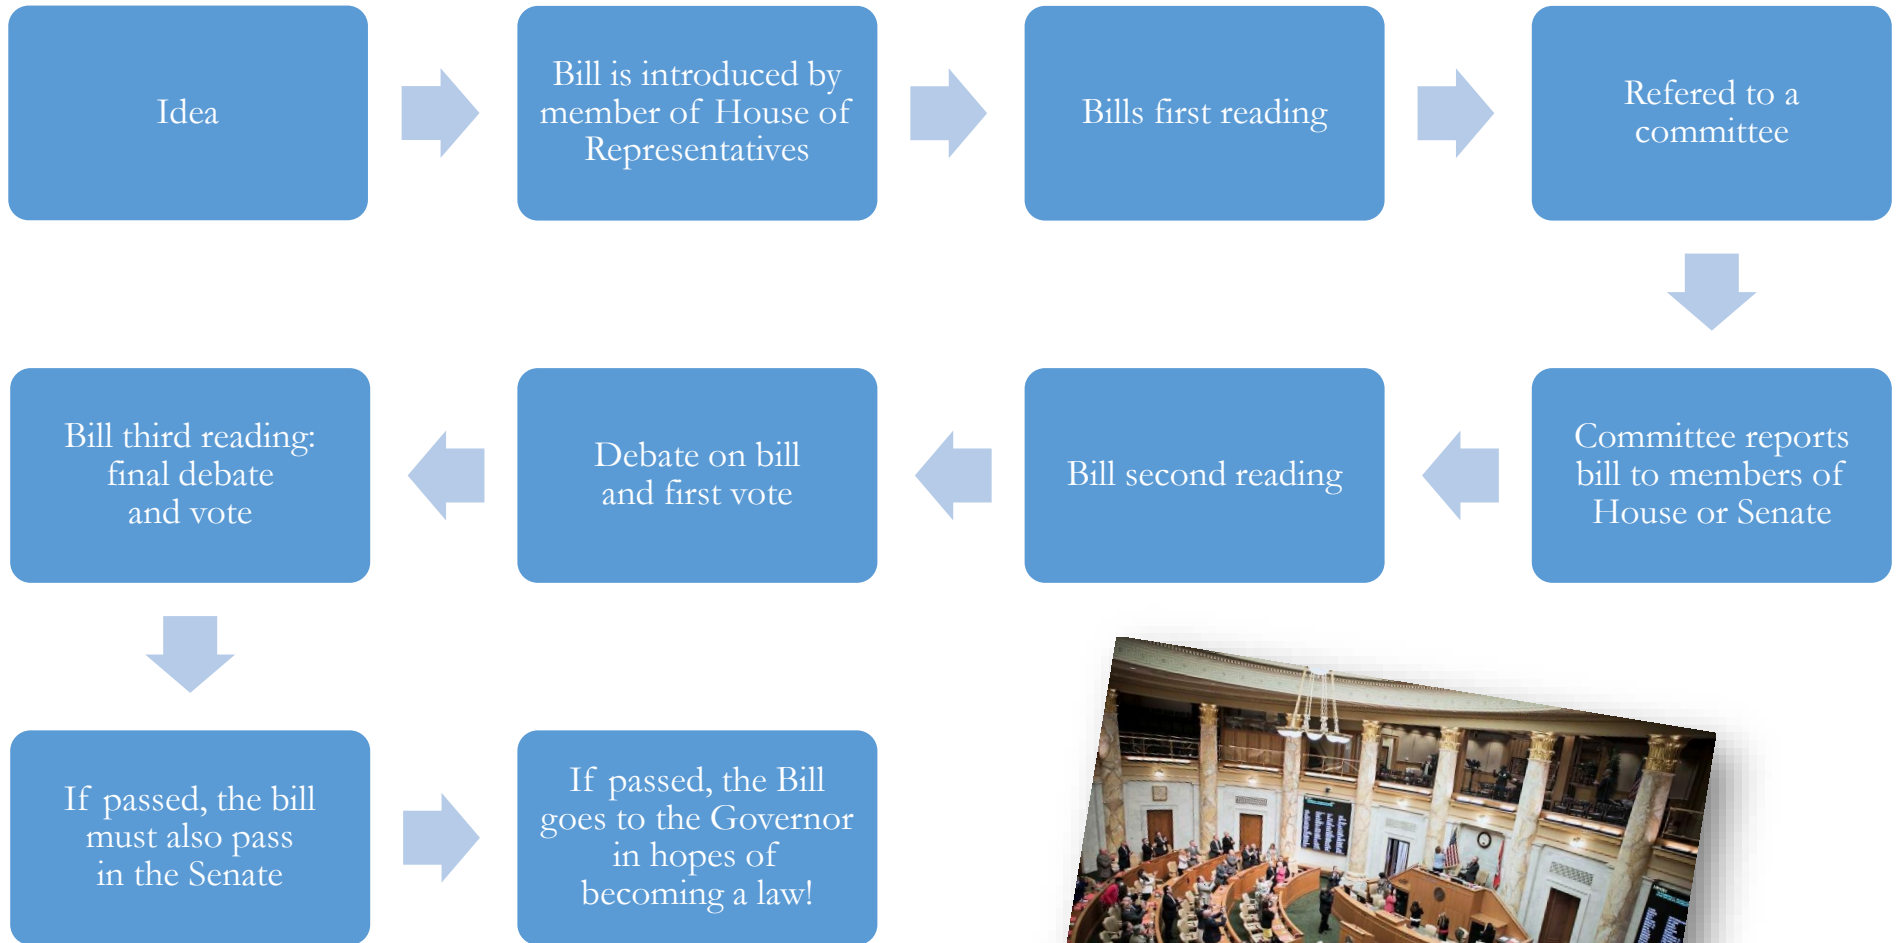 Idea
Bill is introduced by
member of House of
Representatives
Bills first reading
Refered to a
committee
Committee reports
bill to members of
House or Senate
Bill second reading
Debate on bill
and first vote
Bill third reading:
final debate
and vote
If passed, the bill
must also pass
in the Senate
If passed, the Bill
goes to the Governor
in hopes of
becoming a law!